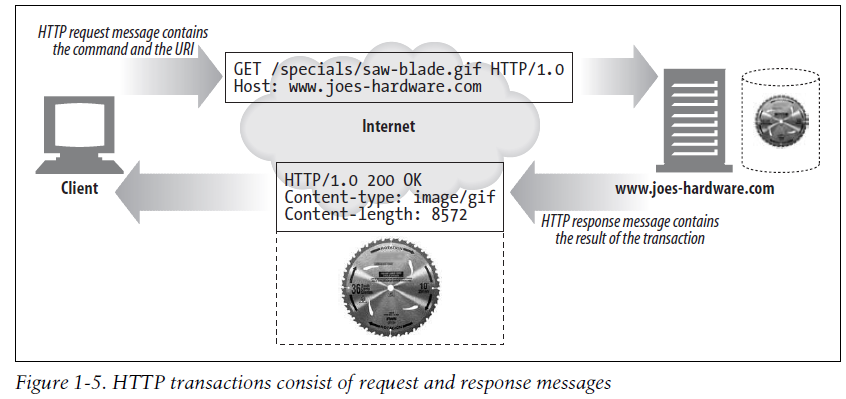 HTTP request message contains
the command and the URI
GET /specials/saw-blade.gif HTTP/1.0
Host: www.joes-hardware.com
Internet
Client
HTTP/1.0 200 OK
Content-type: image/gif
Content-length: 8572
www.joes-hardware.com
HTTP response message contains
the result of the transaction
36
10
Figure 1-5. HTTP transactions consist of request and response messages